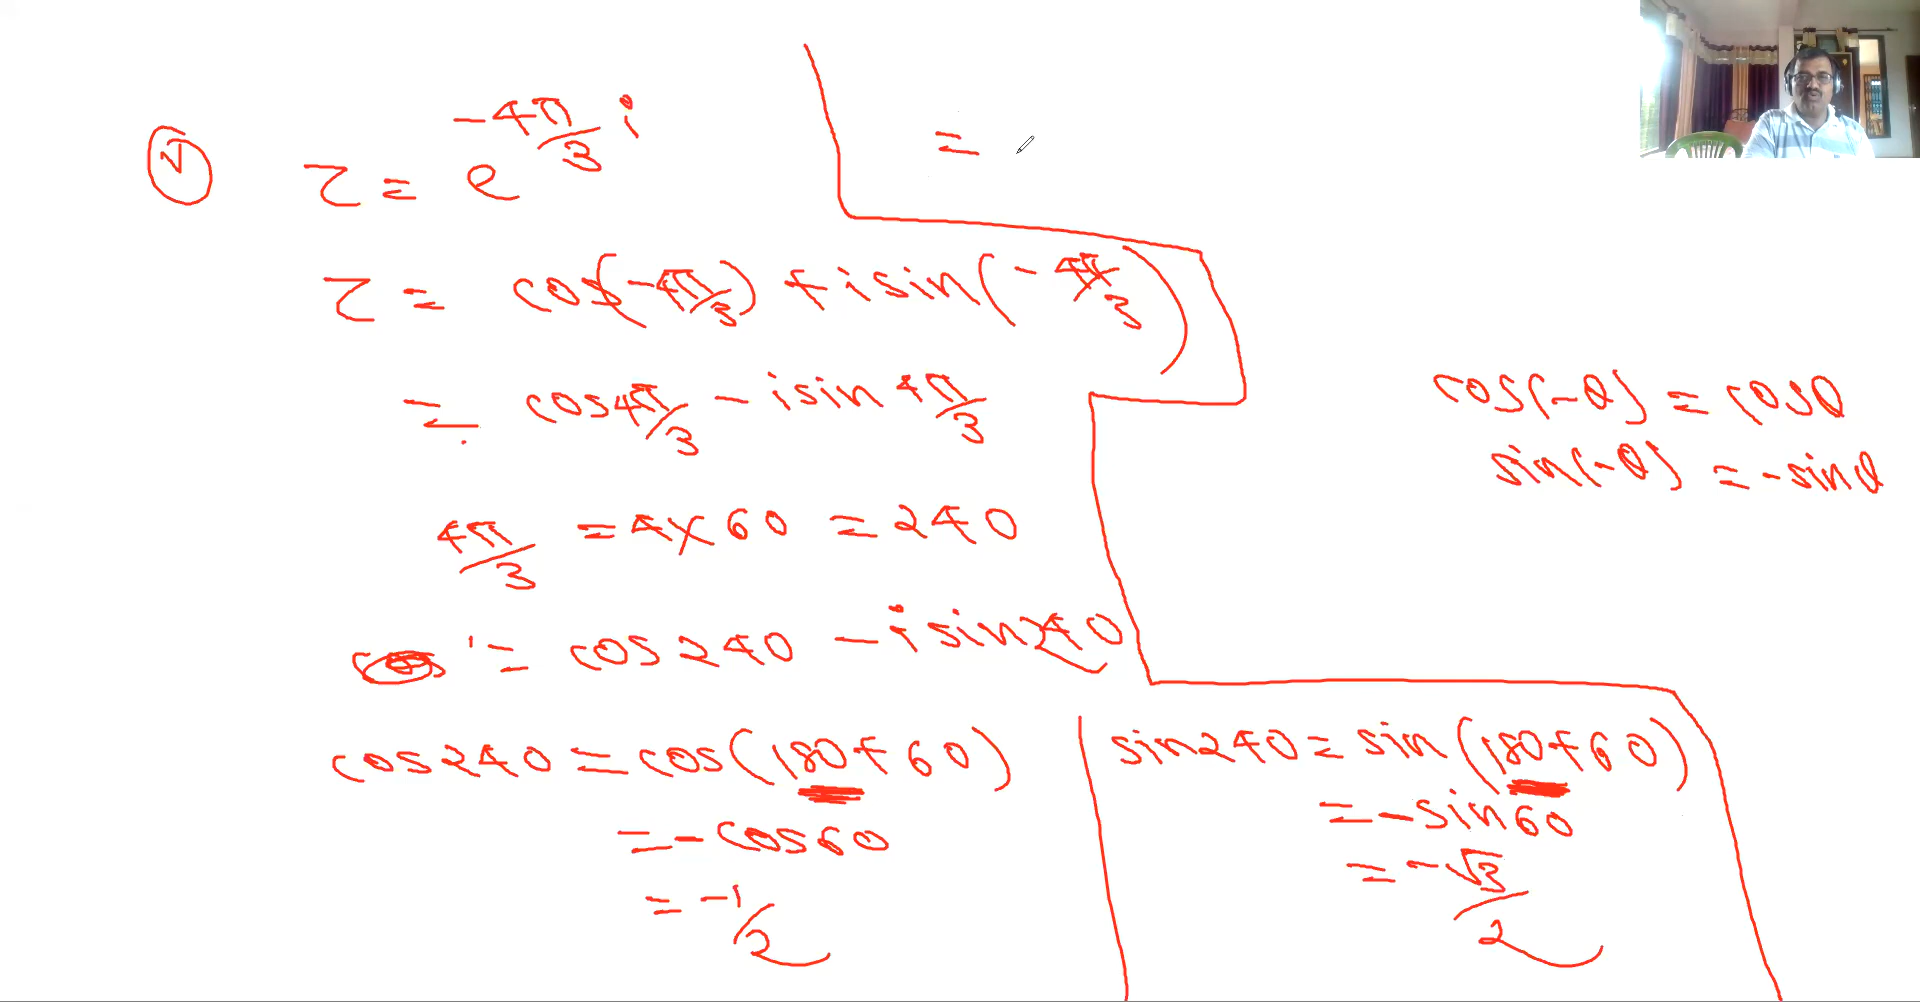 (v) z = e^(-4π/3 i)
z = cos(-4π/3) + i sin(-4π/3)
= cos 4π/3 - i sin 4π/3
4π/3 = 4 × 60 = 240
= cos 240 - i sin 240
cos 240 = cos(180 + 60)
= - cos 60
= -1/2
sin 240 = sin(180 + 60)
= - sin 60
= -√3/2
=
cos(-θ) = cos θ
sin(-θ) = - sin θ